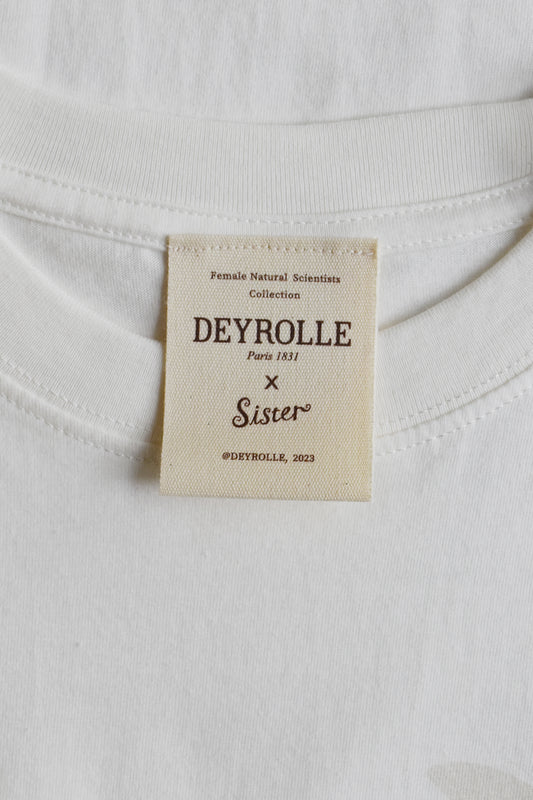 Female Natural Scientists
Collection
DEYROLLE
Paris 1831
X
Sister
@DEYROLLE, 2023